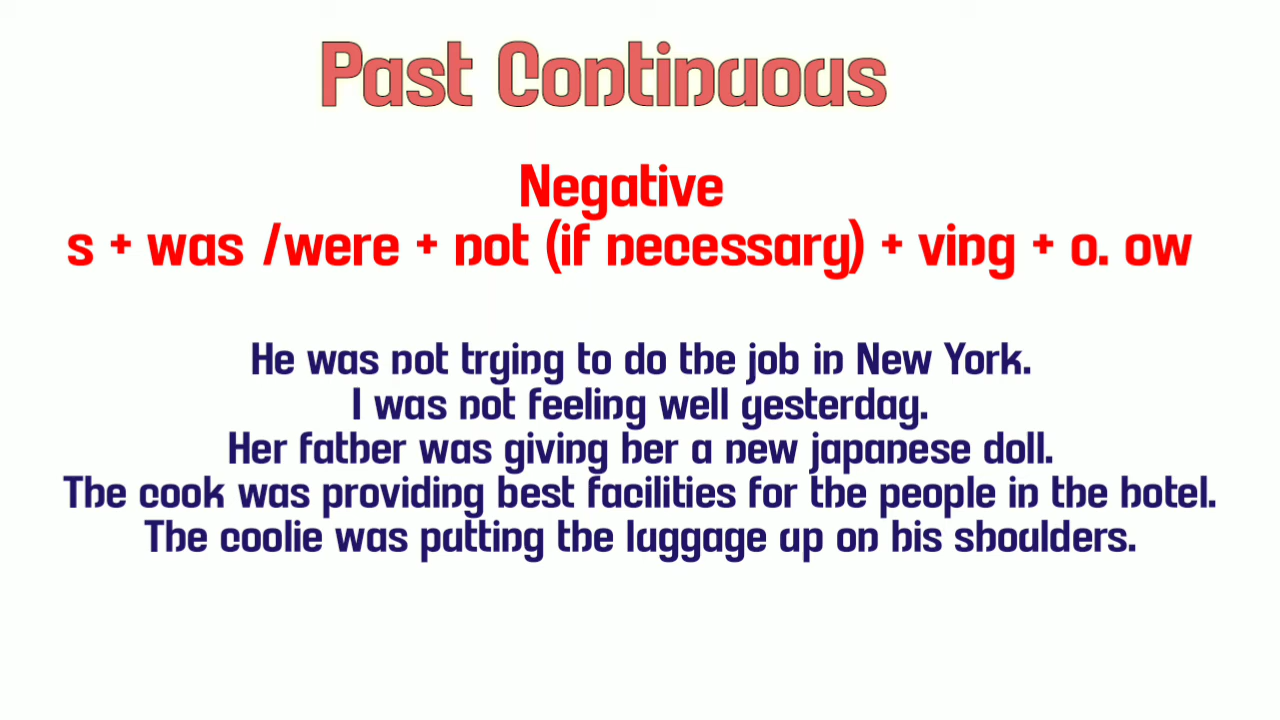 Past Continuous
Negative
s + was /were + not (if necessary) + ving + o. ow
He was not trying to do the job in New York.
I was not feeling well yesterday.
Her father was giving her a new japanese doll.
The cook was providing best facilities for the people in the hotel.
The coolie was putting the luggage up on his shoulders.